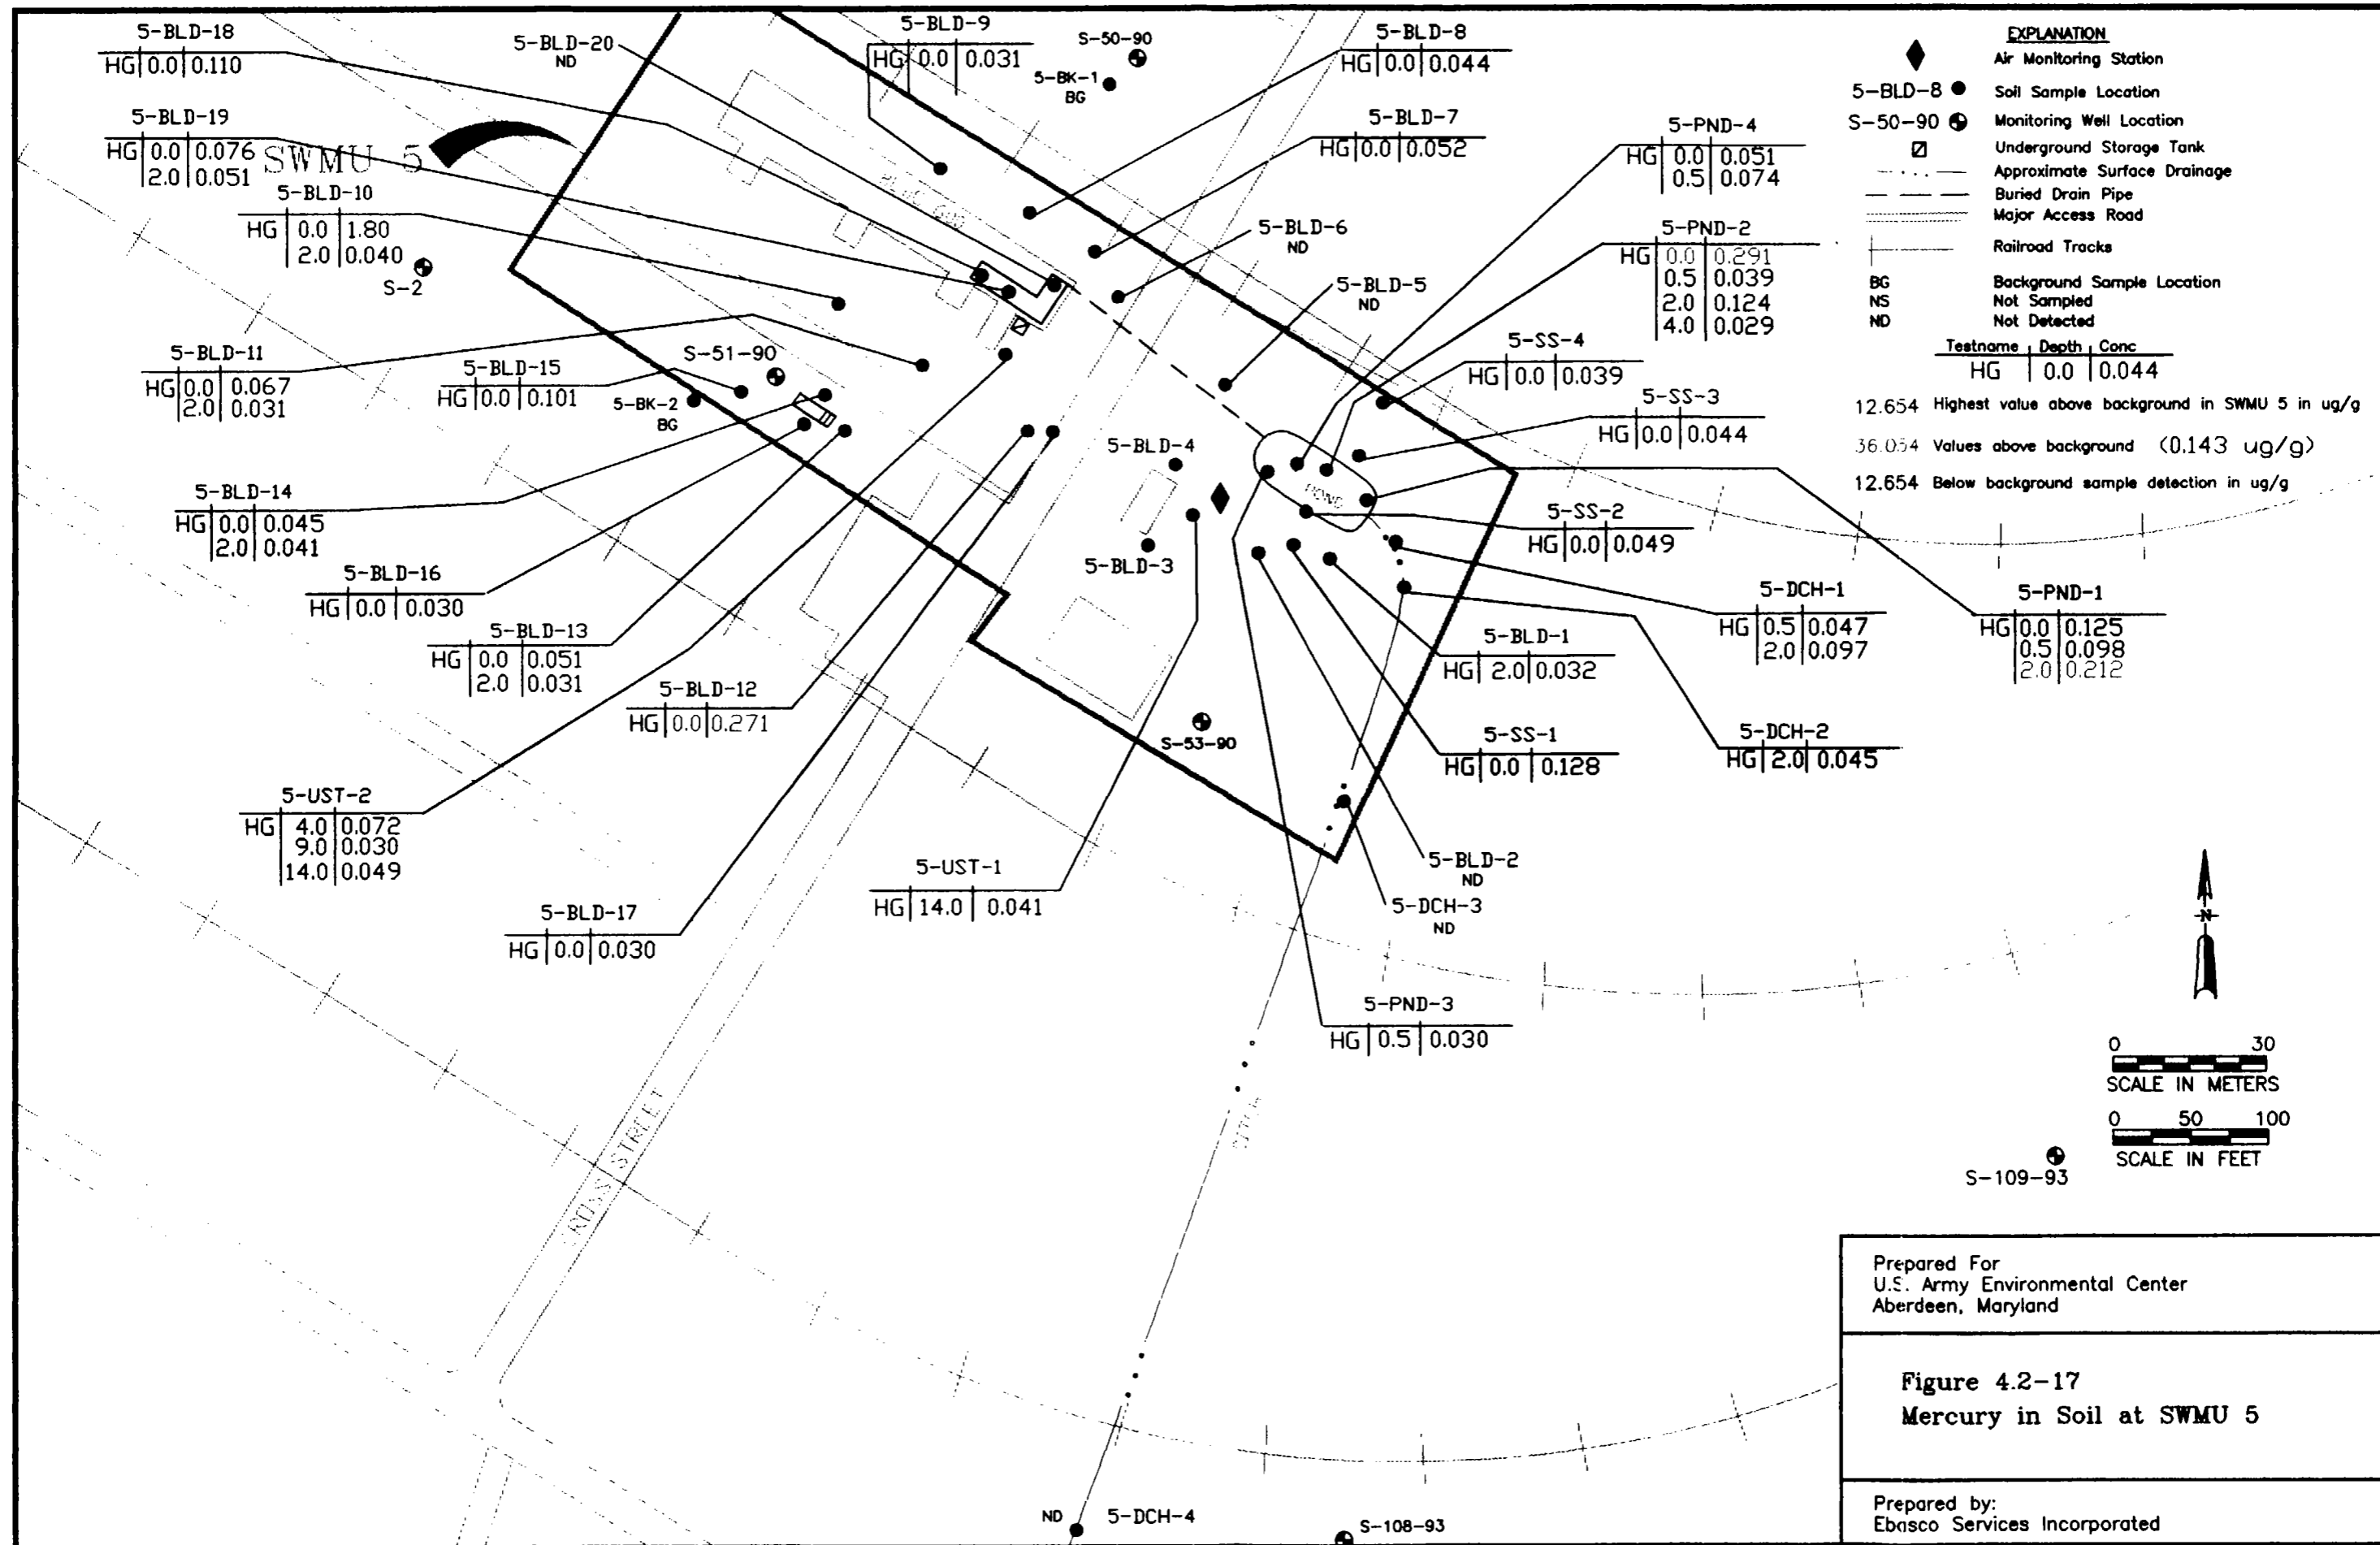 5-BLD-18
HG 0.0 0.110
5-BLD-20
ND
5-BLD-9
HG 0.0 0.031
S-50-90
5-BK-1
BG
5-BLD-8
HG 0.0 0.044
5-BLD-19
HG 0.0 0.076
2.0 0.051
SWMU 5
5-BLD-7
HG 0.0 0.052
5-PND-4
HG 0.0 0.051
0.5 0.074
5-BLD-10
HG 0.0 1.80
2.0 0.040
S-2
5-BLD-6
ND
5-PND-2
HG 0.0 0.291
0.5 0.039
2.0 0.124
4.0 0.029
5-BLD-5
ND
5-BLD-11
HG 0.0 0.067
2.0 0.031
5-BLD-15
HG 0.0 0.101
S-51-90
5-BK-2
BG
5-SS-4
HG 0.0 0.039
5-SS-3
HG 0.0 0.044
5-BLD-4
5-BLD-14
HG 0.0 0.045
2.0 0.041
POND
5-SS-2
HG 0.0 0.049
5-BLD-3
5-BLD-16
HG 0.0 0.030
5-DCH-1
HG 0.5 0.047
2.0 0.097
5-PND-1
HG 0.0 0.125
0.5 0.098
2.0 0.212
5-BLD-13
HG 0.0 0.051
2.0 0.031
5-BLD-1
HG 2.0 0.032
5-BLD-12
HG 0.0 0.271
S-53-90
5-SS-1
HG 0.0 0.128
5-DCH-2
HG 2.0 0.045
5-UST-2
HG 4.0 0.072
9.0 0.030
14.0 0.049
5-UST-1
HG 14.0 0.041
5-BLD-2
ND
5-DCH-3
ND
5-BLD-17
HG 0.0 0.030
5-PND-3
HG 0.5 0.030
STREET
ND 5-DCH-4
S-108-93
S-109-93
EXPLANATION
Air Monitoring Station
5-BLD-8 Soil Sample Location
S-50-90 Monitoring Well Location
Underground Storage Tank
Approximate Surface Drainage
Buried Drain Pipe
Major Access Road
Railroad Tracks
BG Background Sample Location
NS Not Sampled
ND Not Detected
Testname Depth Conc
HG 0.0 0.044
12.654 Highest value above background in SWMU 5 in ug/g
36.054 Values above background (0.143 ug/g)
12.654 Below background sample detection in ug/g
N
0 30
SCALE IN METERS
0 50 100
SCALE IN FEET
Prepared For
U.S. Army Environmental Center
Aberdeen, Maryland
Figure 4.2-17
Mercury in Soil at SWMU 5
Prepared by:
Ebasco Services Incorporated